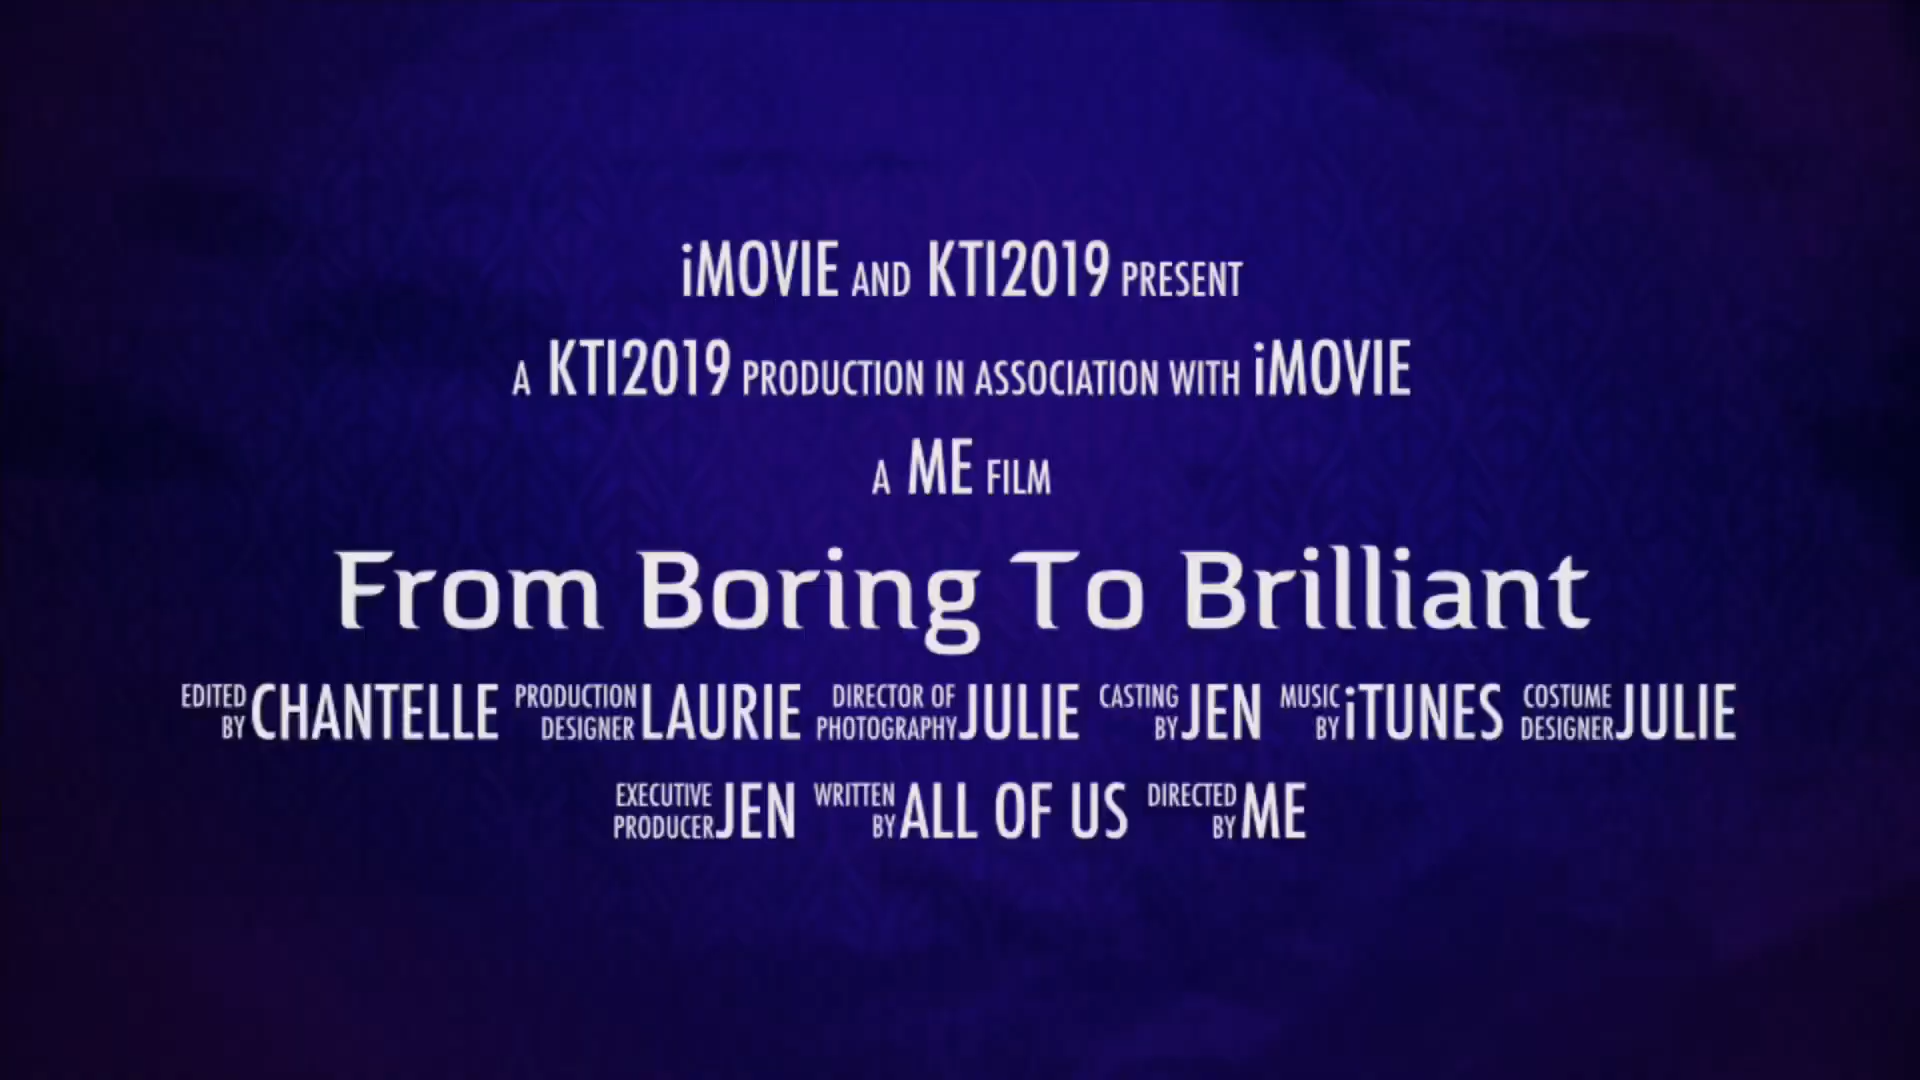 iMOVIE AND KTI2019 PRESENT
A KTI2019 PRODUCTION IN ASSOCIATION WITH iMOVIE
A ME FILM
From Boring To Brilliant
EDITED BY CHANTELLE PRODUCTION DESIGNER LAURIE DIRECTOR OF PHOTOGRAPHY JULIE CASTING BY JEN MUSIC BY iTUNES COSTUME DESIGNER JULIE
EXECUTIVE PRODUCER JEN WRITTEN BY ALL OF US DIRECTED BY ME